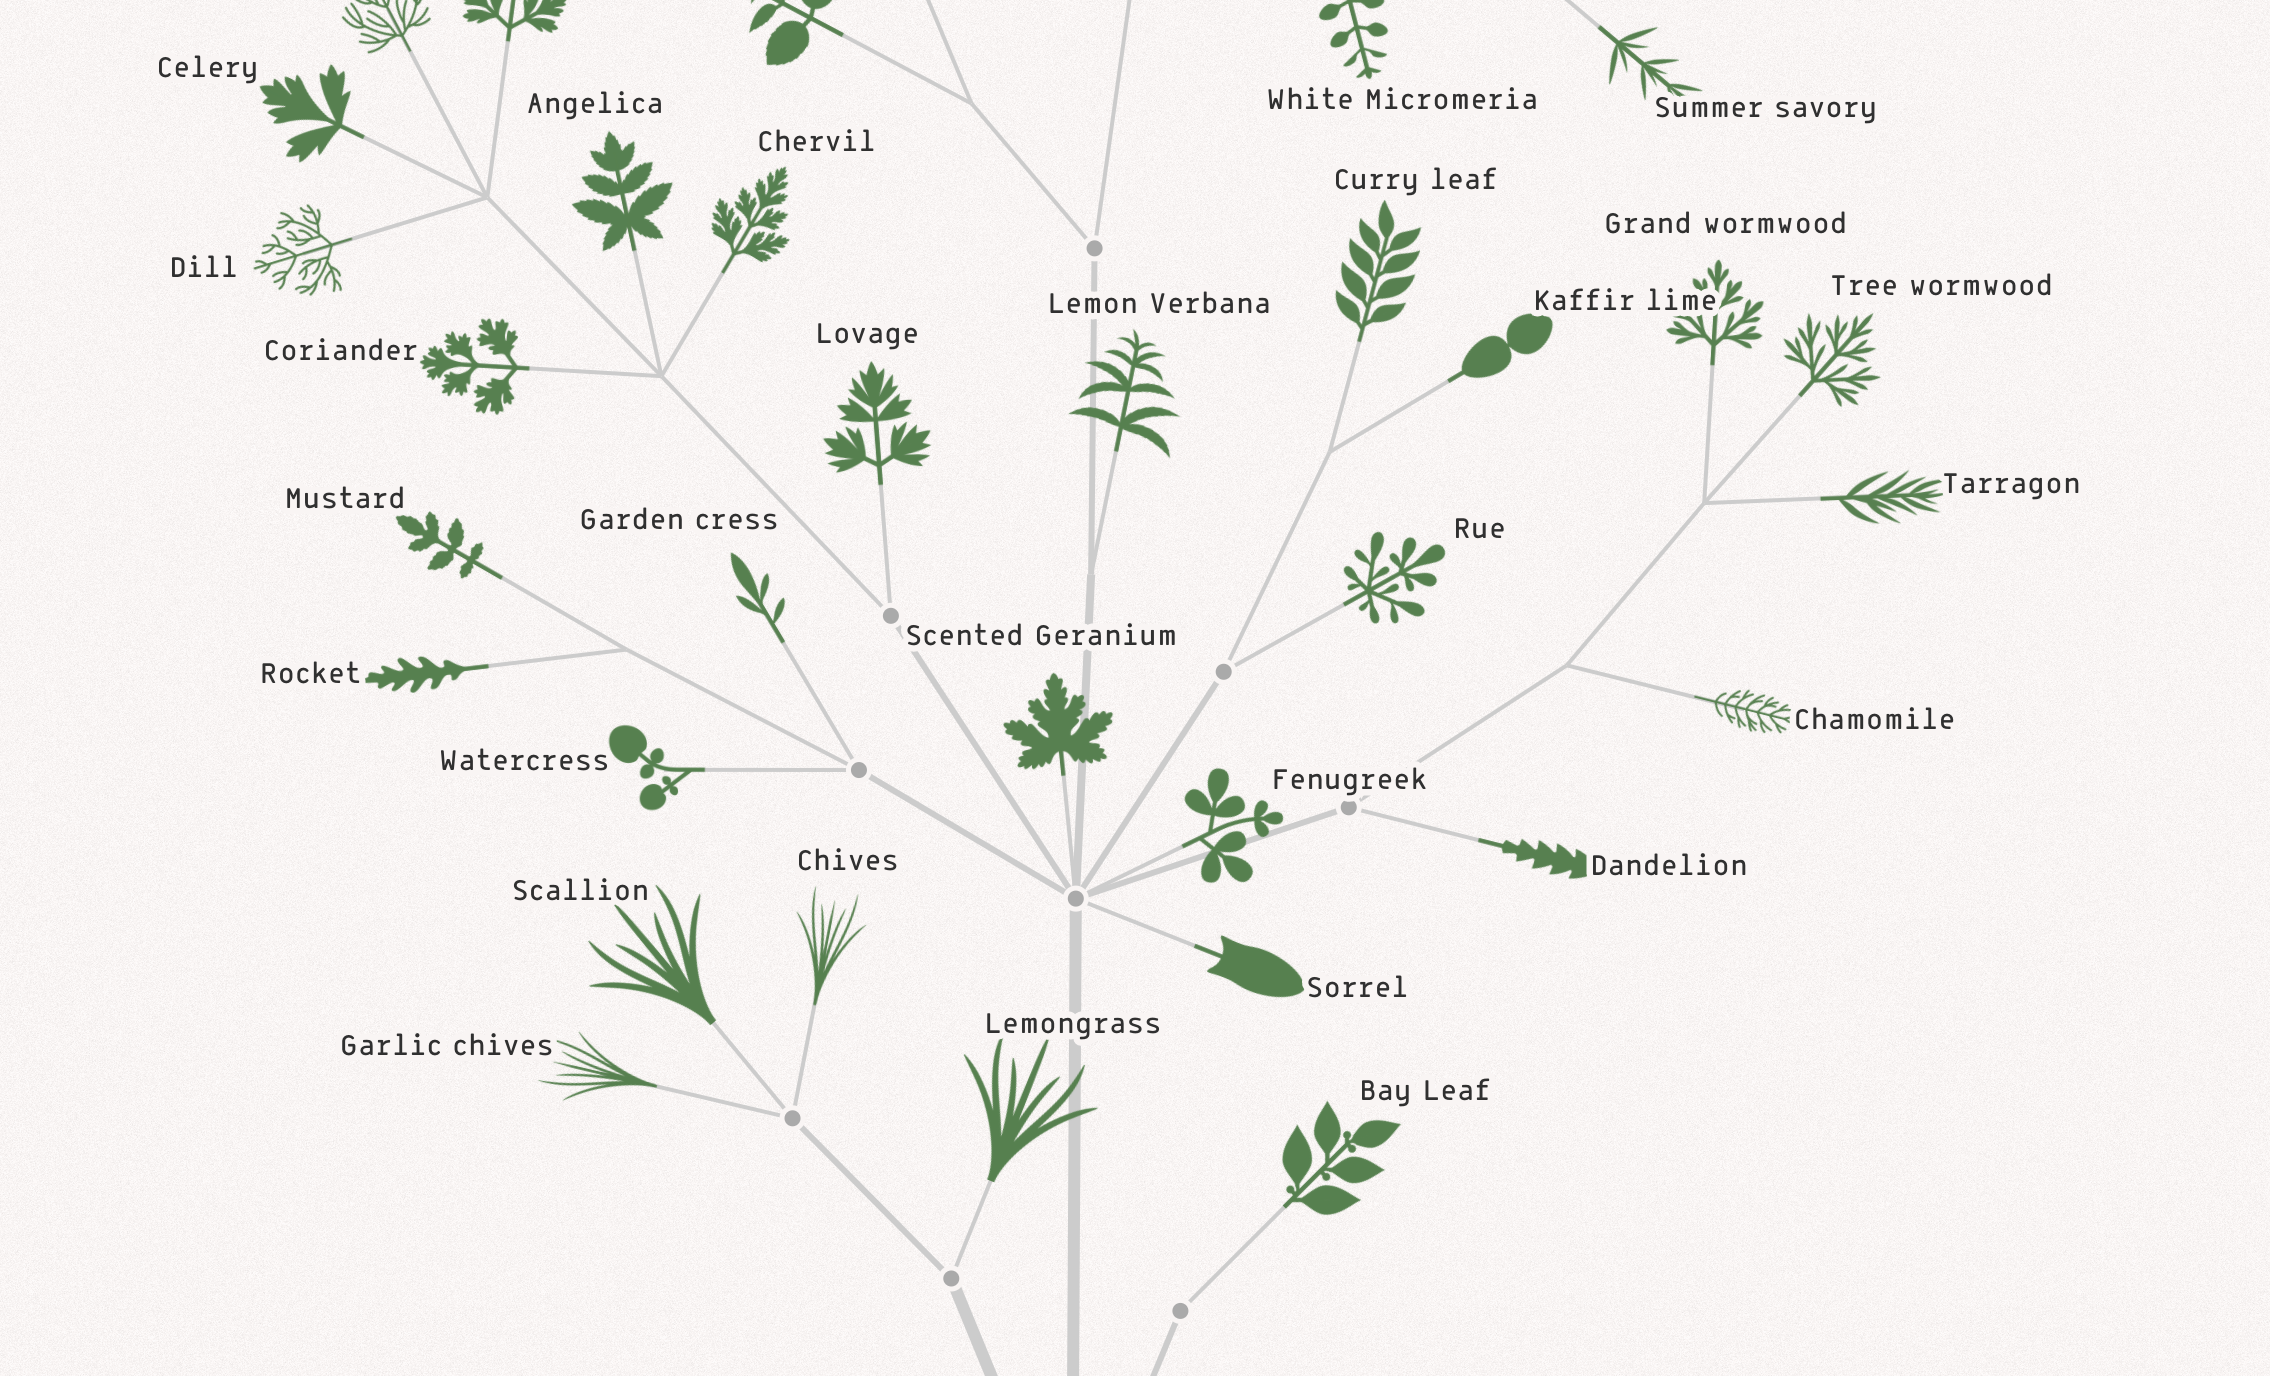 Celery
White Micromeria
Angelica
Summer savory
Chervil
Curry leaf
Grand wormwood
Dill
Tree wormwood
Kaffir lime
Lemon Verbana
Lovage
Coriander
Tarragon
Mustard
Garden cress
Rue
Scented Geranium
Rocket
Chamomile
Watercress
Fenugreek
Chives
Dandelion
Scallion
Sorrel
Lemongrass
Garlic chives
Bay Leaf